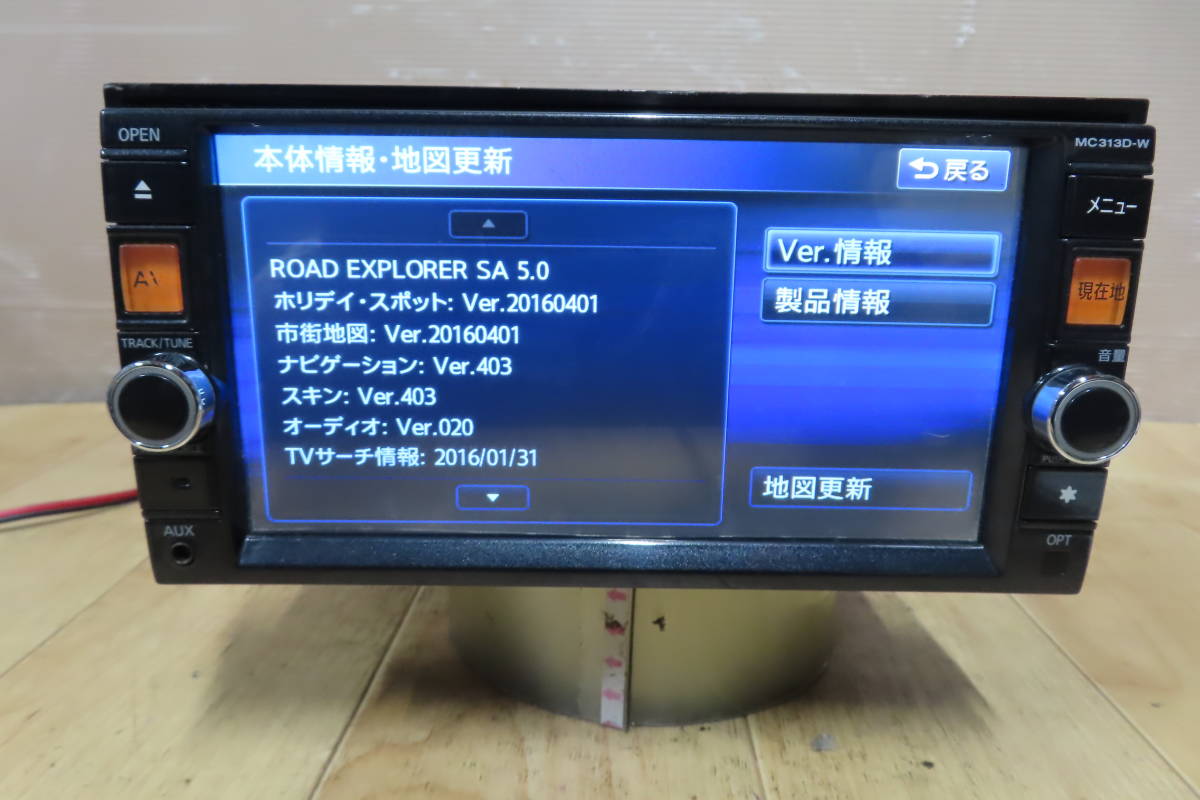 OPEN
MC313D-W
本体情報・地図更新
戻る
メニュー
ROAD EXPLORER SA 5.0
ホリデイ・スポット: Ver.20160401
市街地図: Ver.20160401
ナビゲーション: Ver.403
スキン: Ver.403
オーディオ: Ver.020
TVサーチ情報: 2016/01/31
Ver.情報
製品情報
地図更新
現在地
TRACK/TUNE
音量
AUX
OPT